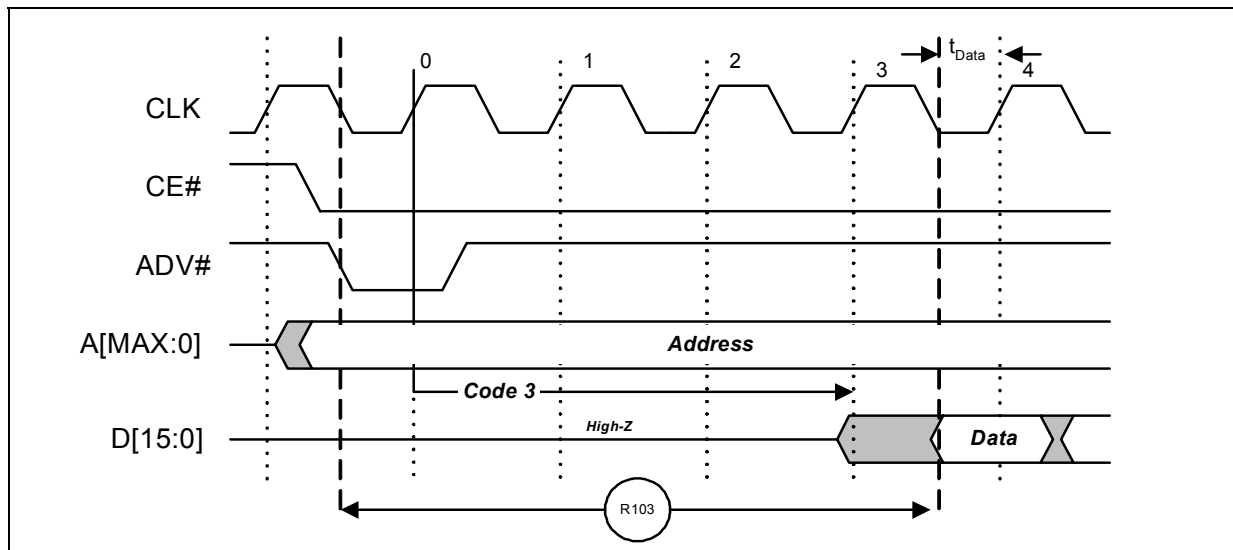 0 1 2 3 4
tData
CLK
CE#
ADV#
A[MAX:0]
Address
Code 3
D[15:0]
High-Z
Data
R103